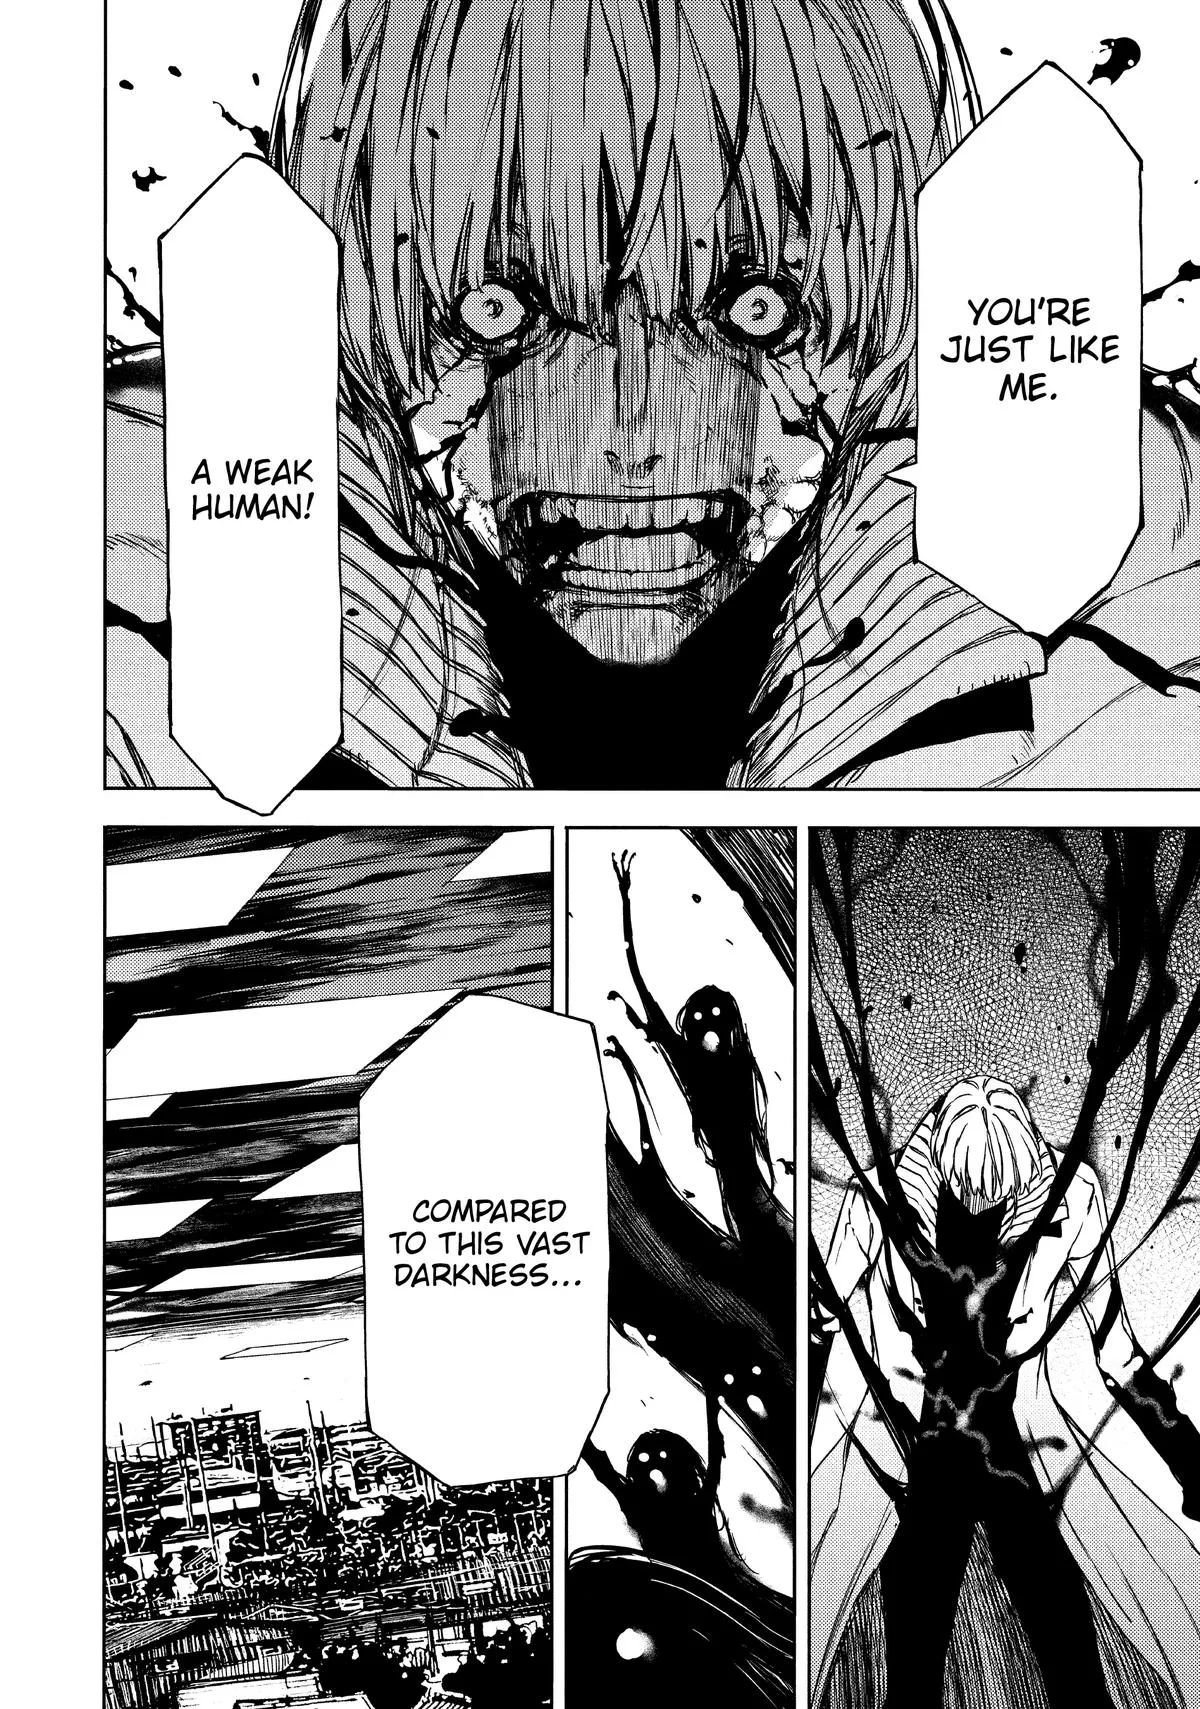 YOU'RE
JUST LIKE
ME.
A WEAK
HUMAN!
COMPARED
TO THIS VAST
DARKNESS...